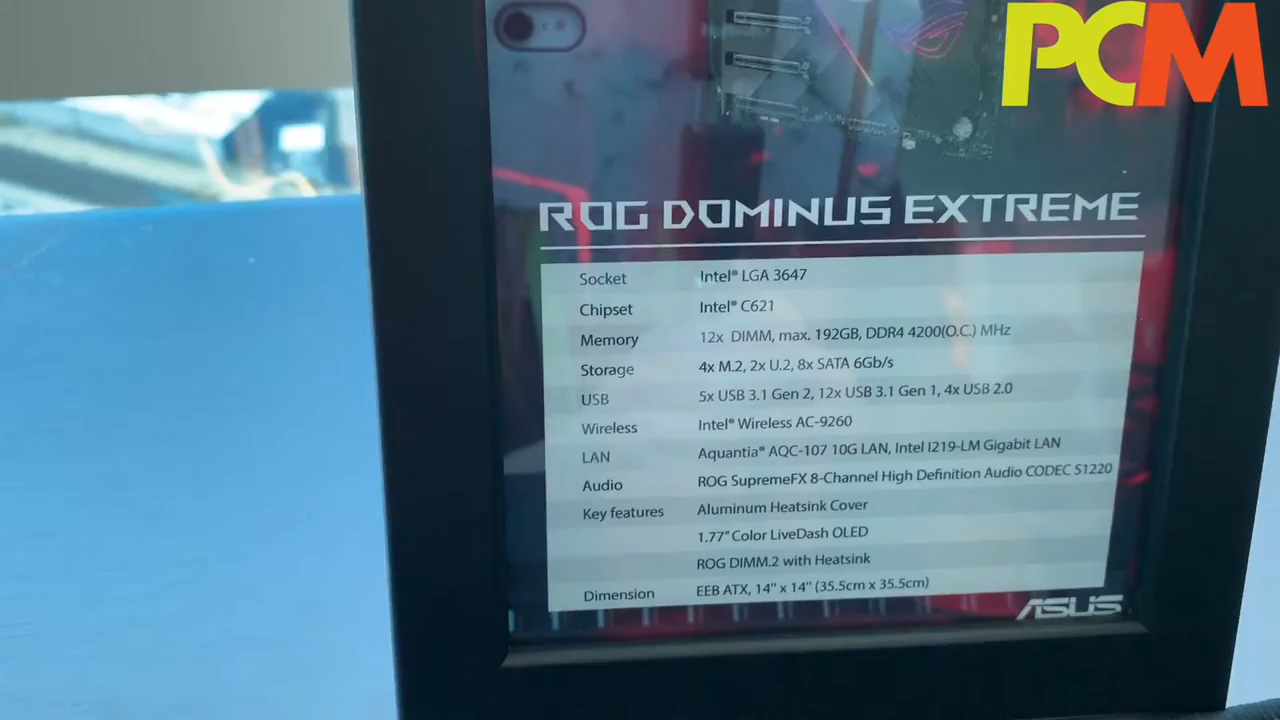 PCM
ROG DOMINUS EXTREME
Socket Intel® LGA 3647
Chipset Intel® C621
Memory 12x DIMM, max. 192GB, DDR4 4200(O.C.) MHz
Storage 4x M.2, 2x U.2, 8x SATA 6Gb/s
USB 5x USB 3.1 Gen 2, 12x USB 3.1 Gen 1, 4x USB 2.0
Wireless Intel® Wireless AC-9260
LAN Aquantia® AQC-107 10G LAN, Intel I219-LM Gigabit LAN
Audio ROG SupremeFX 8-Channel High Definition Audio CODEC S1220
Key features Aluminum Heatsink Cover
1.77" Color LiveDash OLED
ROG DIMM.2 with Heatsink
Dimension EEB ATX, 14" x 14" (35.5cm x 35.5cm)
ASUS